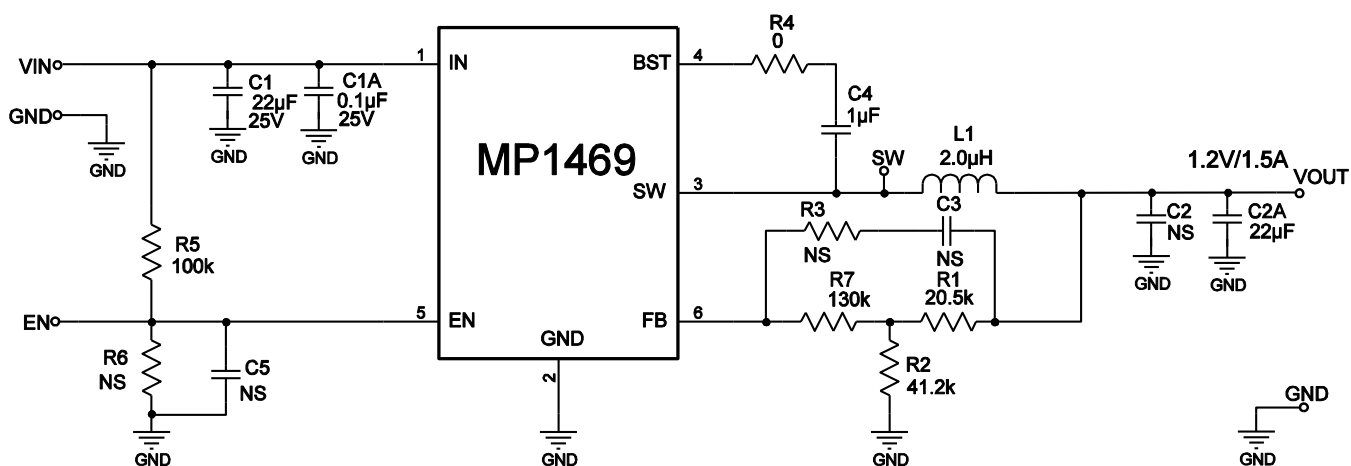 R4
0
VIN
1
IN
BST
4
C1
22µF
25V
C1A
0.1µF
25V
C4
1µF
GND
GND
GND
GND
MP1469
L1
2.0µH
SW
1.2V/1.5A
VOUT
SW
3
R3
NS
C3
NS
C2
NS
C2A
22µF
R5
100k
GND
GND
R7
130k
R1
20.5k
EN
5
EN
FB
6
GND
R6
NS
C5
NS
2
R2
41.2k
GND
GND
GND
GND
GND